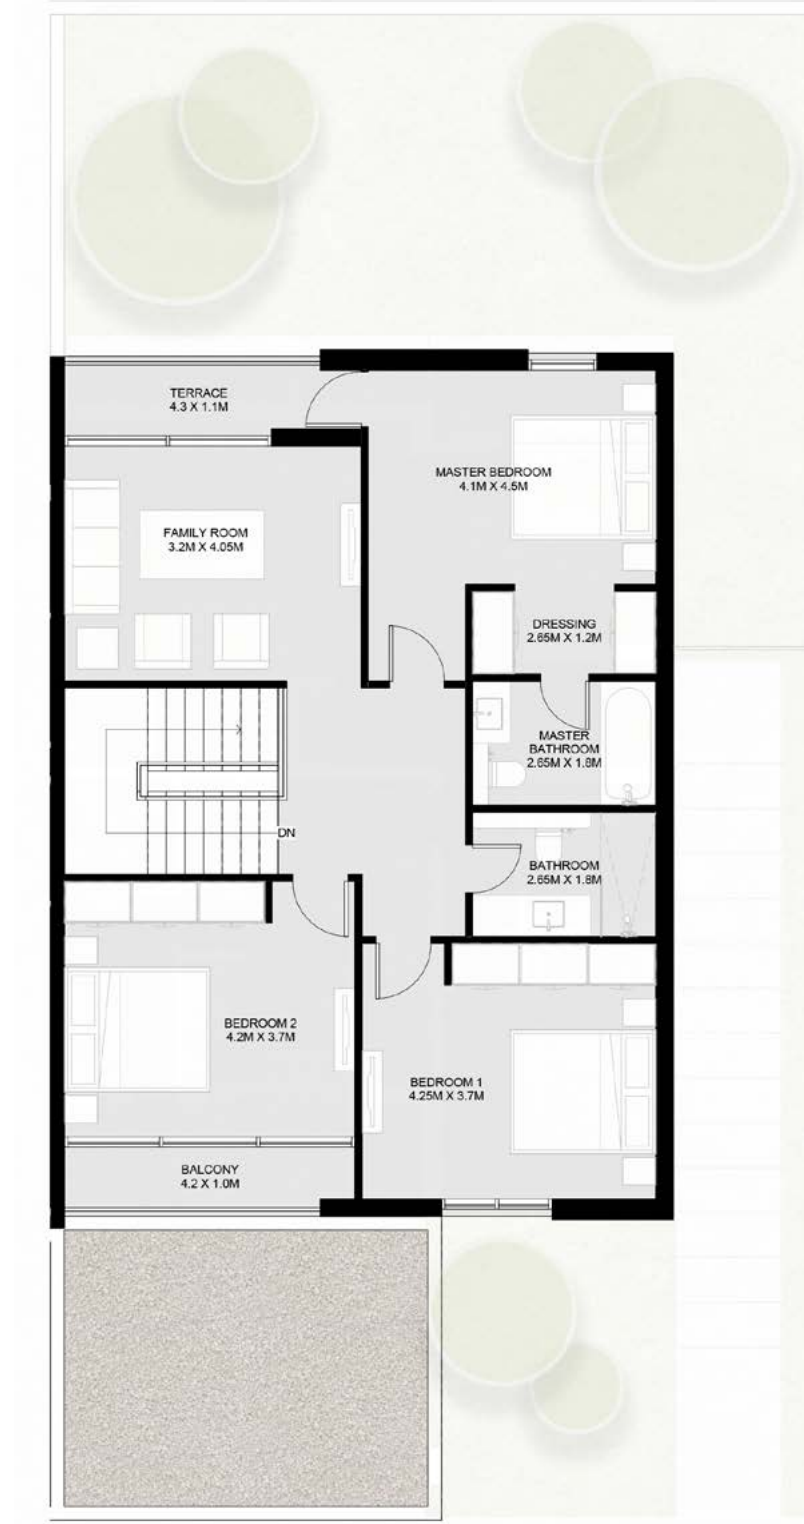 TERRACE
4.3 X 1.1M
MASTER BEDROOM
4.1M X 4.5M
FAMILY ROOM
3.2M X 4.05M
DRESSING
2.65M X 1.2M
MASTER
BATHROOM
2.65M X 1.8M
DN
BATHROOM
2.65M X 1.8M
BEDROOM 2
4.2M X 3.7M
BEDROOM 1
4.25M X 3.7M
BALCONY
4.2 X 1.0M